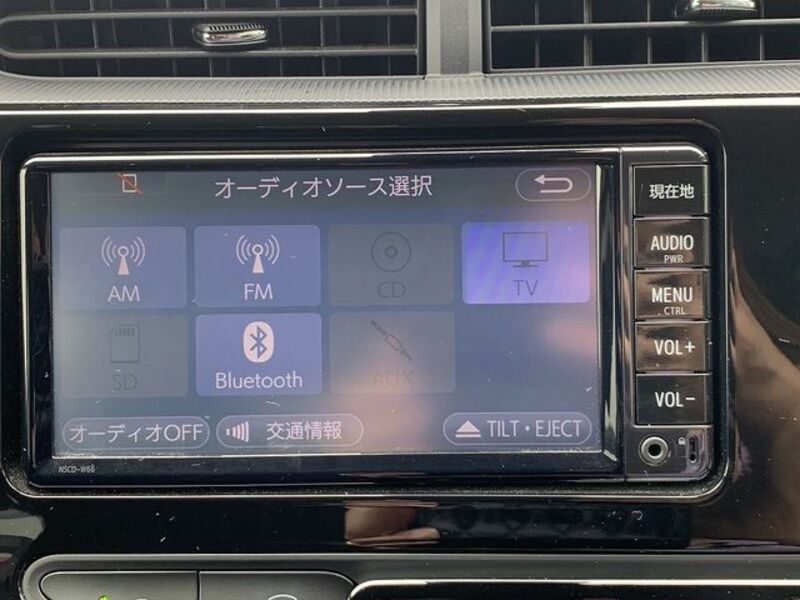 オーディオソース選択
AM
FM
CD
TV
SD
Bluetooth
AUX
オーディオOFF
交通情報
TILT・EJECT
NSCD-W66
現在地
AUDIO
PWR
MENU
CTRL
VOL+
VOL-